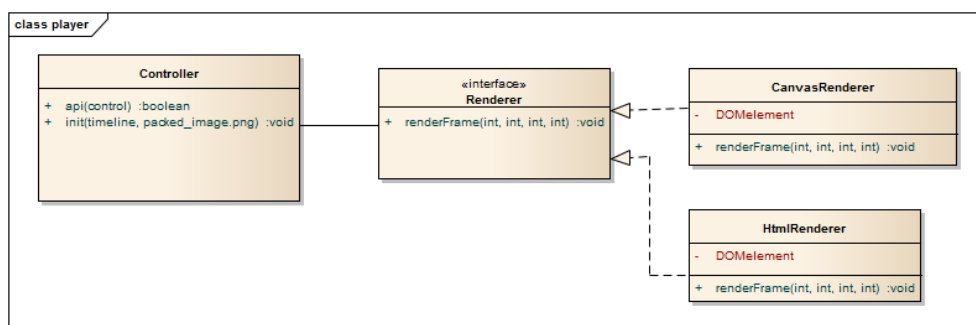 class player
Controller
+ api(control) :boolean
+ init(timeline, packed_image.png) :void
«interface»
Renderer
+ renderFrame(int, int, int, int) :void
CanvasRenderer
- DOMelement
+ renderFrame(int, int, int, int) :void
HtmlRenderer
- DOMelement
+ renderFrame(int, int, int, int) :void